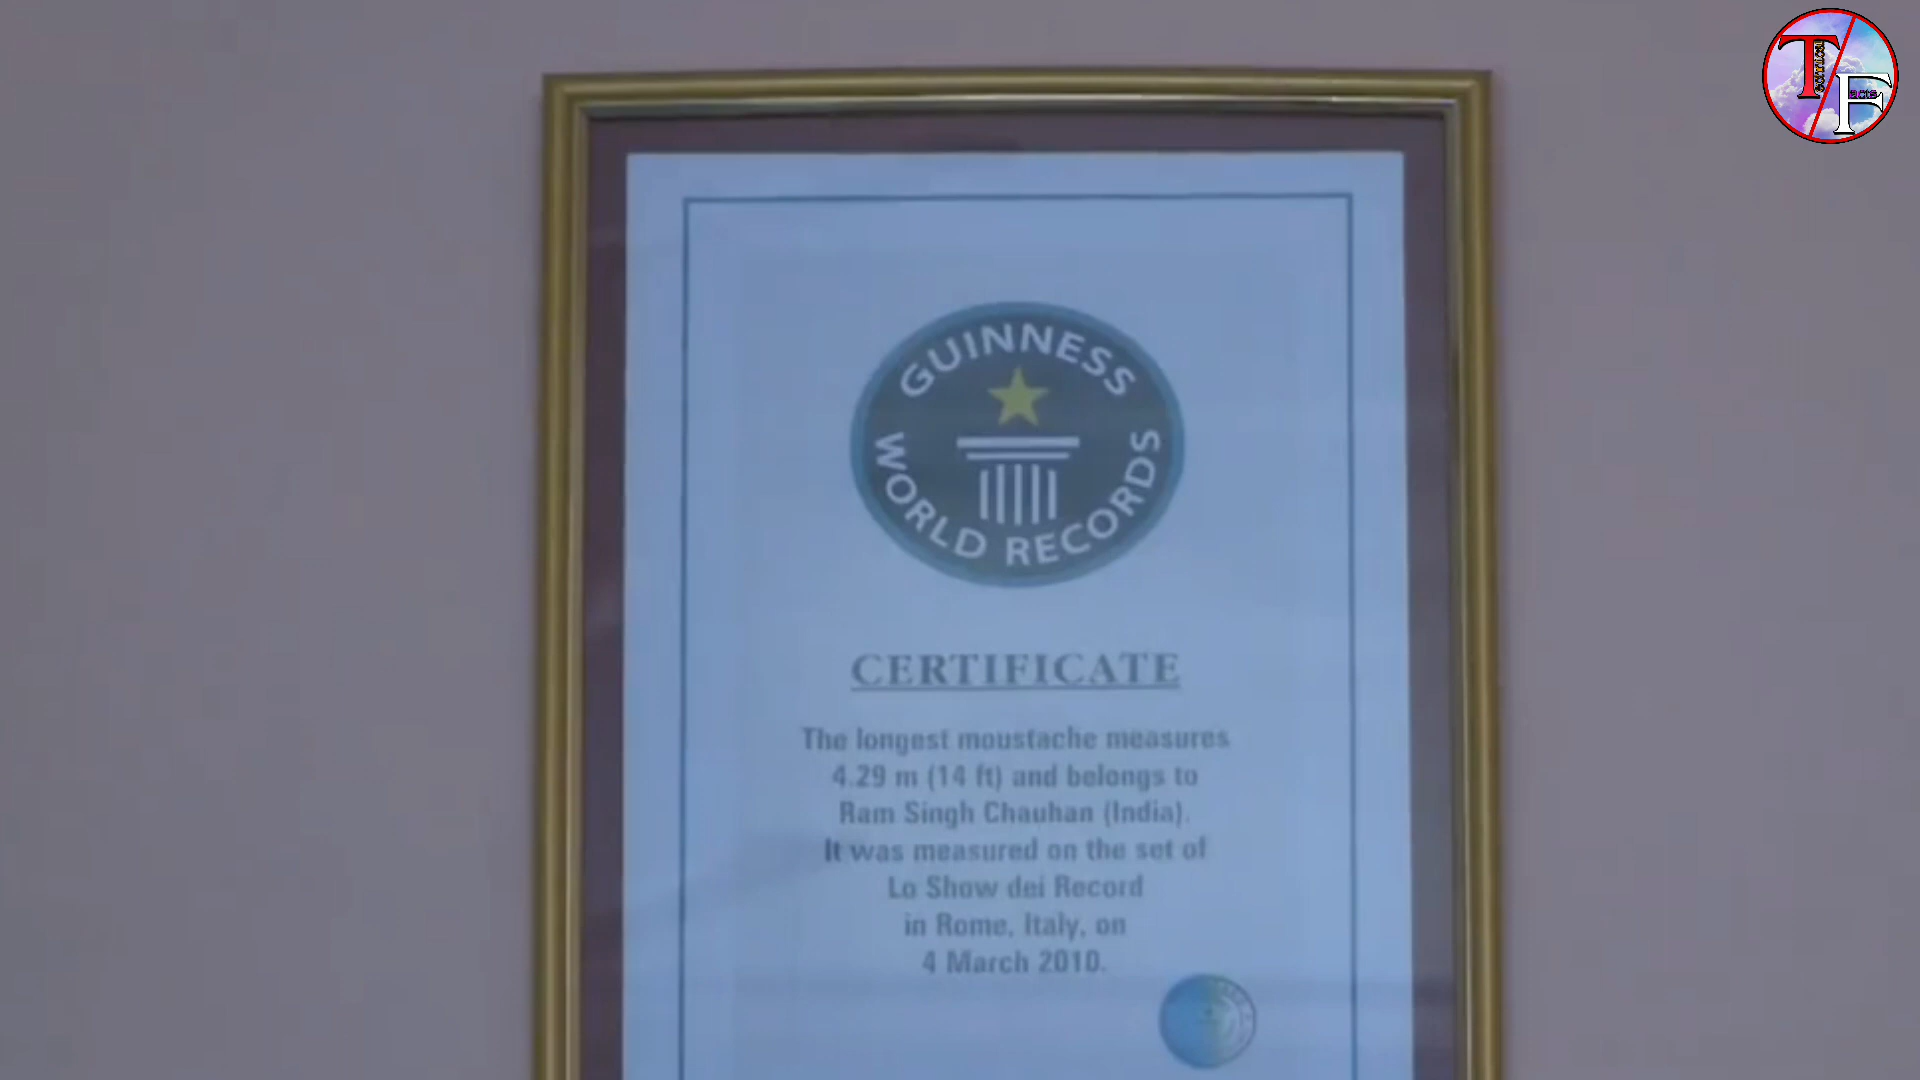 GUINNESS
WORLD RECORDS
CERTIFICATE
The longest moustache measures
4.29 m (14 ft) and belongs to
Ram Singh Chauhan (India).
It was measured on the set of
Lo Show dei Record
in Rome, Italy, on
4 March 2010.
T
F
acts